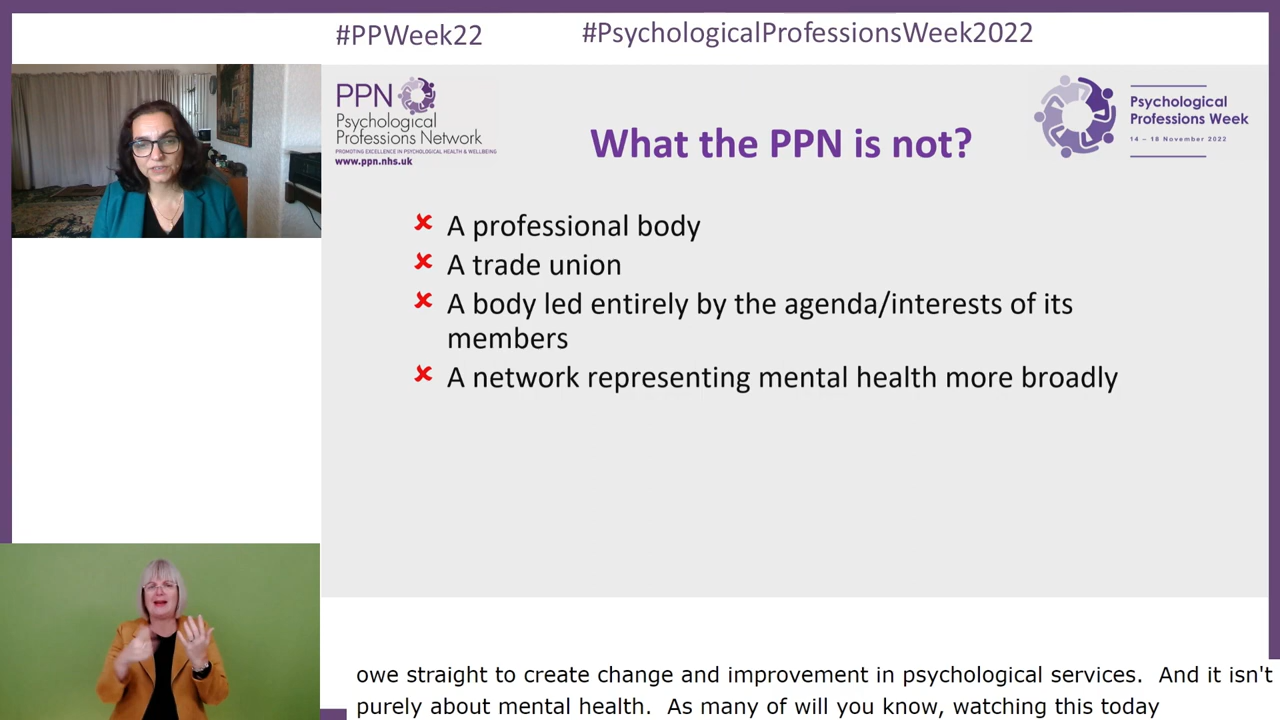 #PPWeek22
#PsychologicalProfessionsWeek2022
PPN
Psychological
Professions Network
PROMOTING EXCELLENCE IN PSYCHOLOGICAL HEALTH & WELLBEING
www.ppn.nhs.uk
What the PPN is not?
Psychological
Professions Week
14 – 18 November 2022
✘ A professional body
✘ A trade union
✘ A body led entirely by the agenda/interests of its
members
✘ A network representing mental health more broadly
owe straight to create change and improvement in psychological services.  And it isn't
purely about mental health.  As many of will you know, watching this today